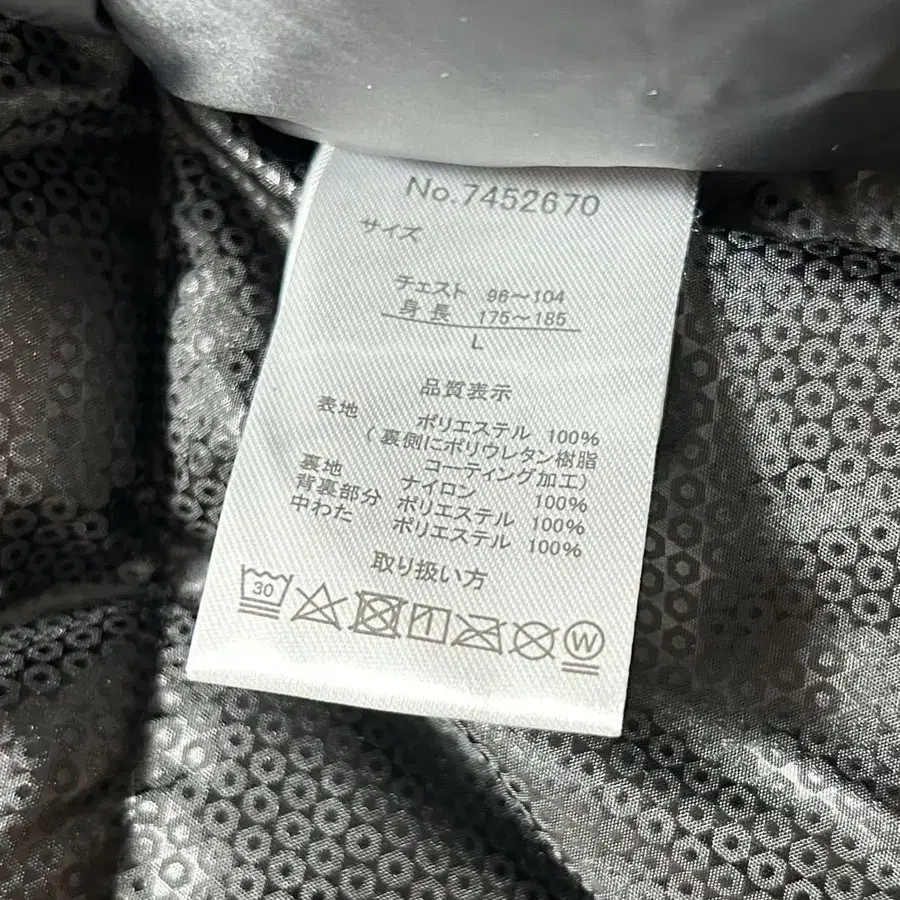 No.7452670
サイズ
チェスト 96～104
身長 175～185
L
品質表示
表地 ポリエステル 100%
(裏側にポリウレタン樹脂
コーティング加工)
裏地 ナイロン 100%
背裏部分 ポリエステル 100%
中わた ポリエステル 100%
取り扱い方
30 W